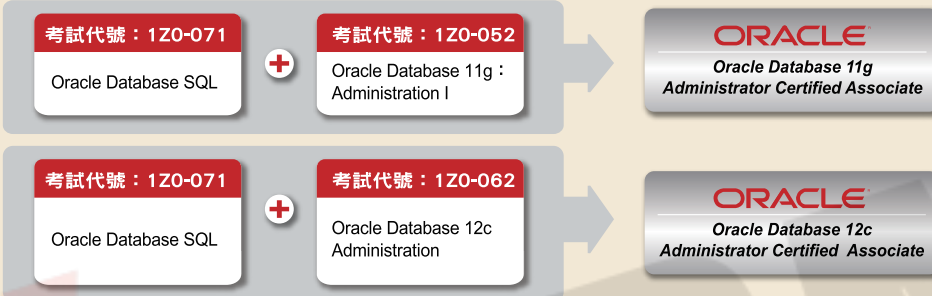 考試代號：1Z0-071
Oracle Database SQL
考試代號：1Z0-052
Oracle Database 11g：
Administration I
ORACLE
Oracle Database 11g
Administrator Certified Associate
考試代號：1Z0-071
Oracle Database SQL
考試代號：1Z0-062
Oracle Database 12c
Administration
ORACLE
Oracle Database 12c
Administrator Certified Associate